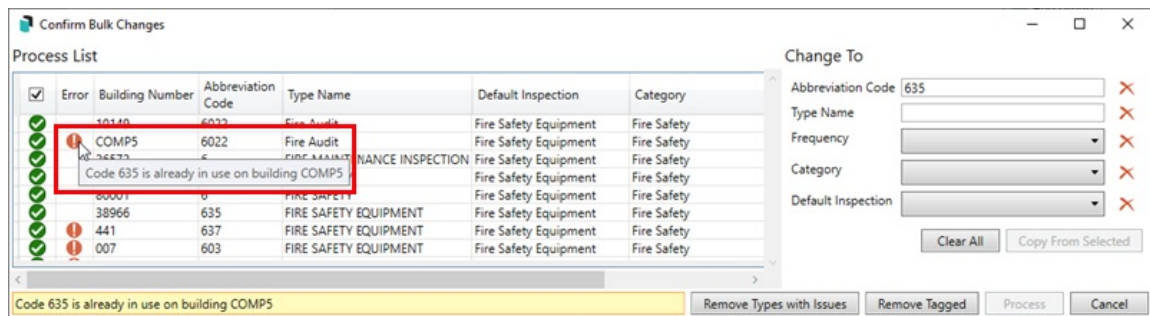 Confirm Bulk Changes
Process List
Error Building Number Abbreviation Code Type Name Default Inspection Category
10149 6022 Fire Audit Fire Safety Equipment Fire Safety
COMP5 6022 Fire Audit Fire Safety Equipment Fire Safety
FIRE MAINTENANCE INSPECTION Fire Safety Equipment Fire Safety
Code 635 is already in use on building COMP5 Fire Safety Equipment Fire Safety
80001 6 FIRE SAFETY Fire Safety Equipment Fire Safety
38966 635 FIRE SAFETY EQUIPMENT Fire Safety Equipment Fire Safety
441 637 FIRE SAFETY EQUIPMENT Fire Safety Equipment Fire Safety
007 603 FIRE SAFETY EQUIPMENT Fire Safety Equipment Fire Safety
Change To
Abbreviation Code 635
Type Name
Frequency
Category
Default Inspection
Clear All Copy From Selected
Code 635 is already in use on building COMP5 Remove Types with Issues Remove Tagged Process Cancel